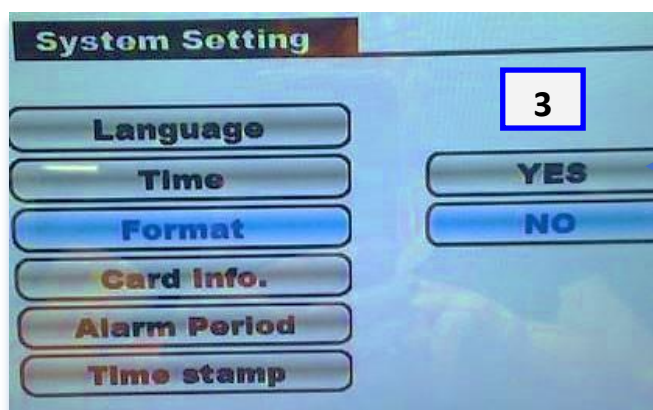 System Setting
3
Language
Time
YES
Format
NO
Card Info.
Alarm Period
Time stamp